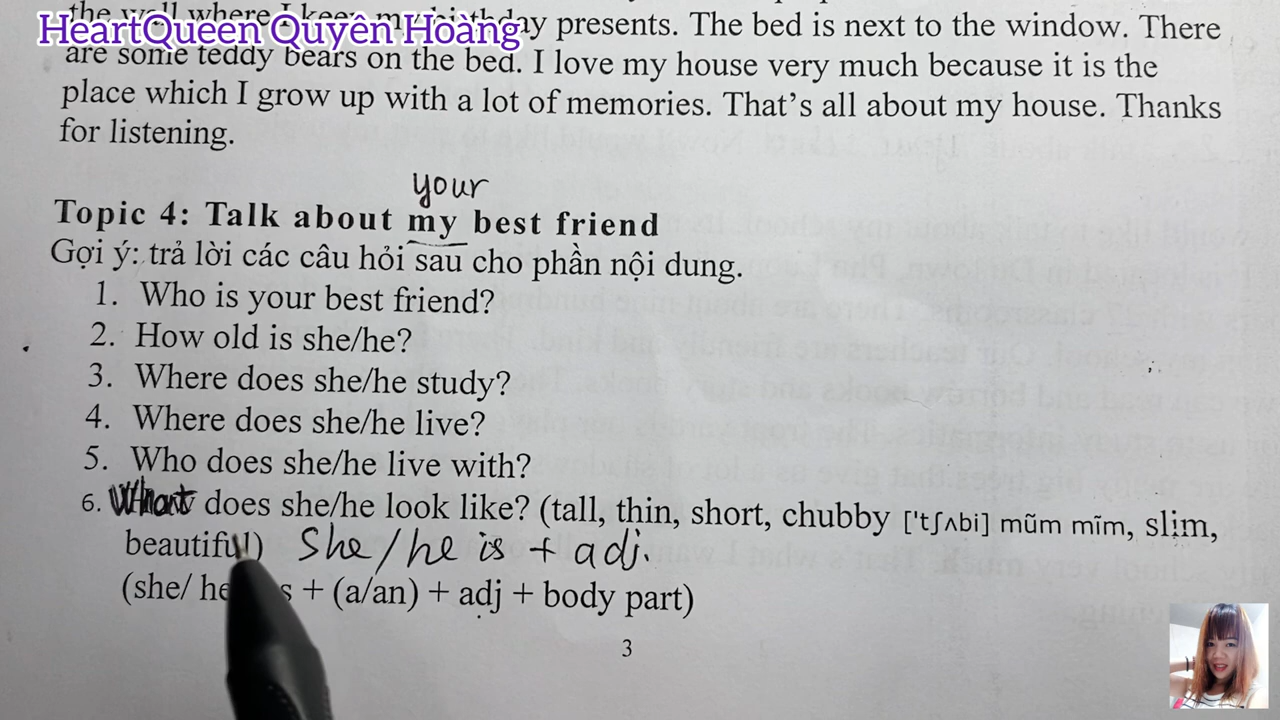 HeartQueen Quyên Hoàng
the wall where I keep my birthday presents. The bed is next to the window. There
are some teddy bears on the bed. I love my house very much because it is the
place which I grow up with a lot of memories. That's all about my house. Thanks
for listening.
your
Topic 4: Talk about my best friend
Gợi ý: trả lời các câu hỏi sau cho phần nội dung.
1. Who is your best friend?
2. How old is she/he?
3. Where does she/he study?
4. Where does she/he live?
5. Who does she/he live with?
6. What does she/he look like? (tall, thin, short, chubby ['tʃʌbi] mũm mĩm, slim,
beautiful) She/he is + adj.
(she/ he + (a/an) + adj + body part)
3